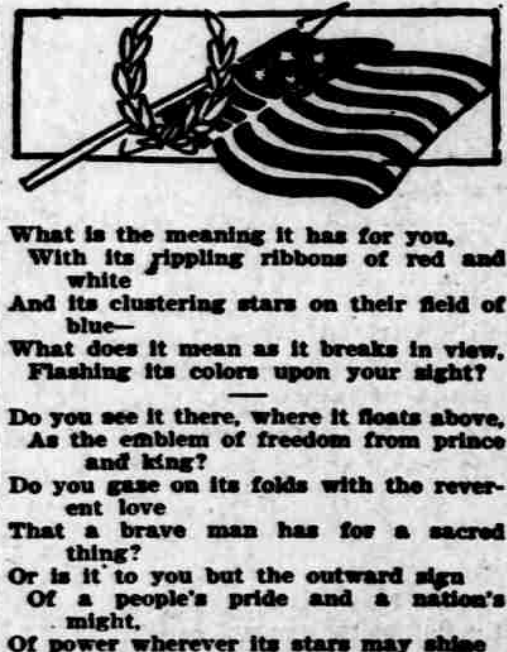 What is the meaning it has for you,
With its rippling ribbons of red and
white
And its clustering stars on their field of
blue—
What does it mean as it breaks in view,
Flashing its colors upon your sight?
Do you see it there, where it floats above,
As the emblem of freedom from prince
and king?
Do you gaze on its folds with the rever-
ent love
That a brave man has for a sacred
thing?
Or is it to you but the outward sign
Of a people's pride and a nation's
might,
Of power wherever its stars may shine